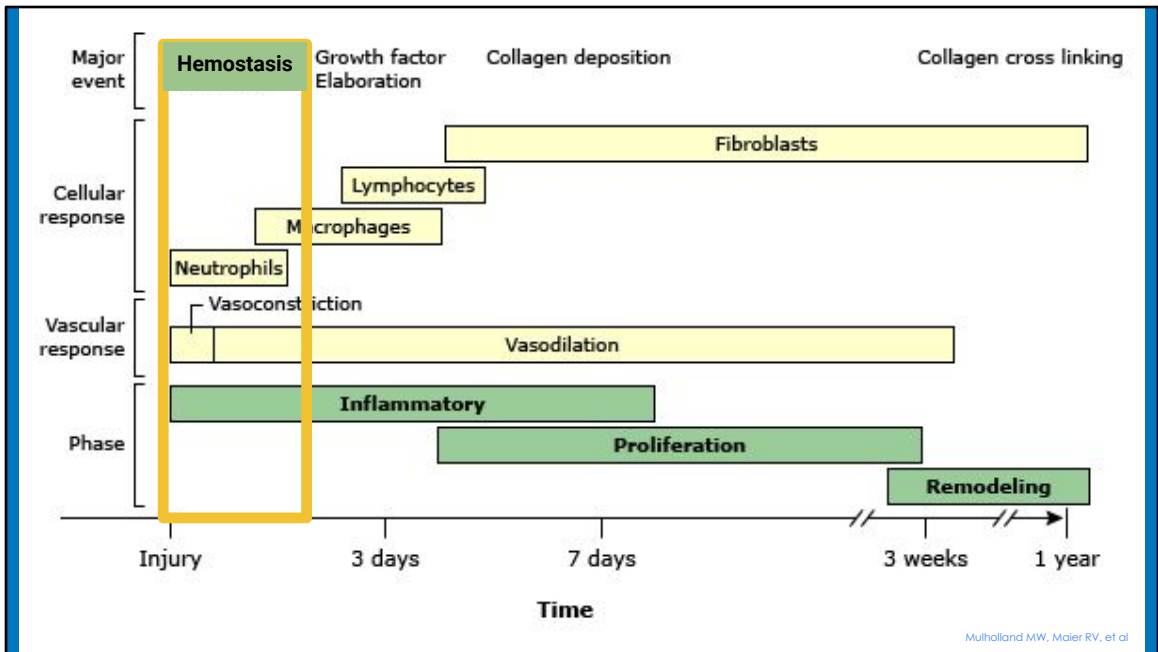 Major
event
Hemostasis
Growth factor
Elaboration
Collagen deposition
Collagen cross linking
Cellular
response
Fibroblasts
Lymphocytes
Macrophages
Neutrophils
Vascular
response
Vasoconstriction
Vasodilation
Phase
Inflammatory
Proliferation
Remodeling
Injury
3 days
7 days
3 weeks
1 year
Time
Mulholland MW, Maier RV, et al